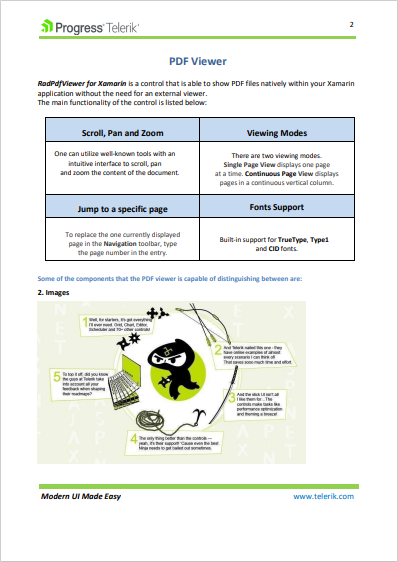 Progress Telerik
2
PDF Viewer
RadPdfViewer for Xamarin is a control that is able to show PDF files natively within your Xamarin
application without the need for an external viewer.
The main functionality of the control is listed below:
Scroll, Pan and Zoom
Viewing Modes
One can utilize well-known tools with an
intuitive interface to scroll, pan
and zoom the content of the document.
There are two viewing modes.
Single Page View displays one page
at a time. Continuous Page View displays
pages in a continuous vertical column.
Jump to a specific page
Fonts Support
To replace the one currently displayed
page in the Navigation toolbar, type
the page number in the entry.
Built-in support for TrueType, Type1
and CID fonts.
Some of the components that the PDF viewer is capable of distinguishing between are:
2. Images
1
Well, for starters, it's got everything
I'll ever need. Grid, Chart, Editor,
Scheduler and 70+ other controls!
2
And Telerik nailed this one - they
have online examples of almost
every scenario I can think of!
That saves sooo much time and effort.
3
And the slick UI isn't all
I like them for. The
controls make tasks like
performance optimization
and theming a breeze!
4
The only thing better than the controls —
yeah, it's their support! 'Cause even the best
Ninja needs to get bailed out sometimes.
5
To top it off, did you know
the guys at Telerik take
into account all your
feedback when shaping
their roadmaps?
Modern UI Made Easy
www.telerik.com